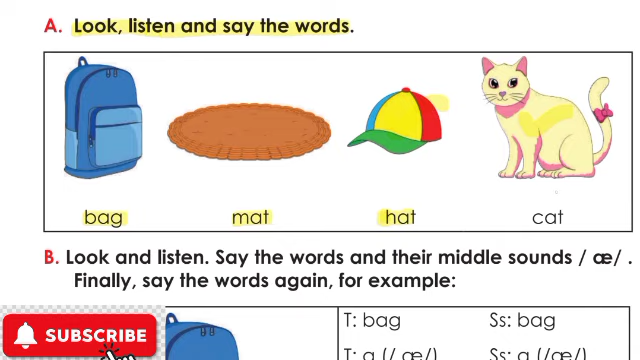 A. Look, listen and say the words.
bag mat hat cat
B. Look and listen. Say the words and their middle sounds / æ/ .
Finally, say the words again, for example:
T: bag Ss: bag
SUBSCRIBE
T: a (/ æ/) Ss: a (/æ/)